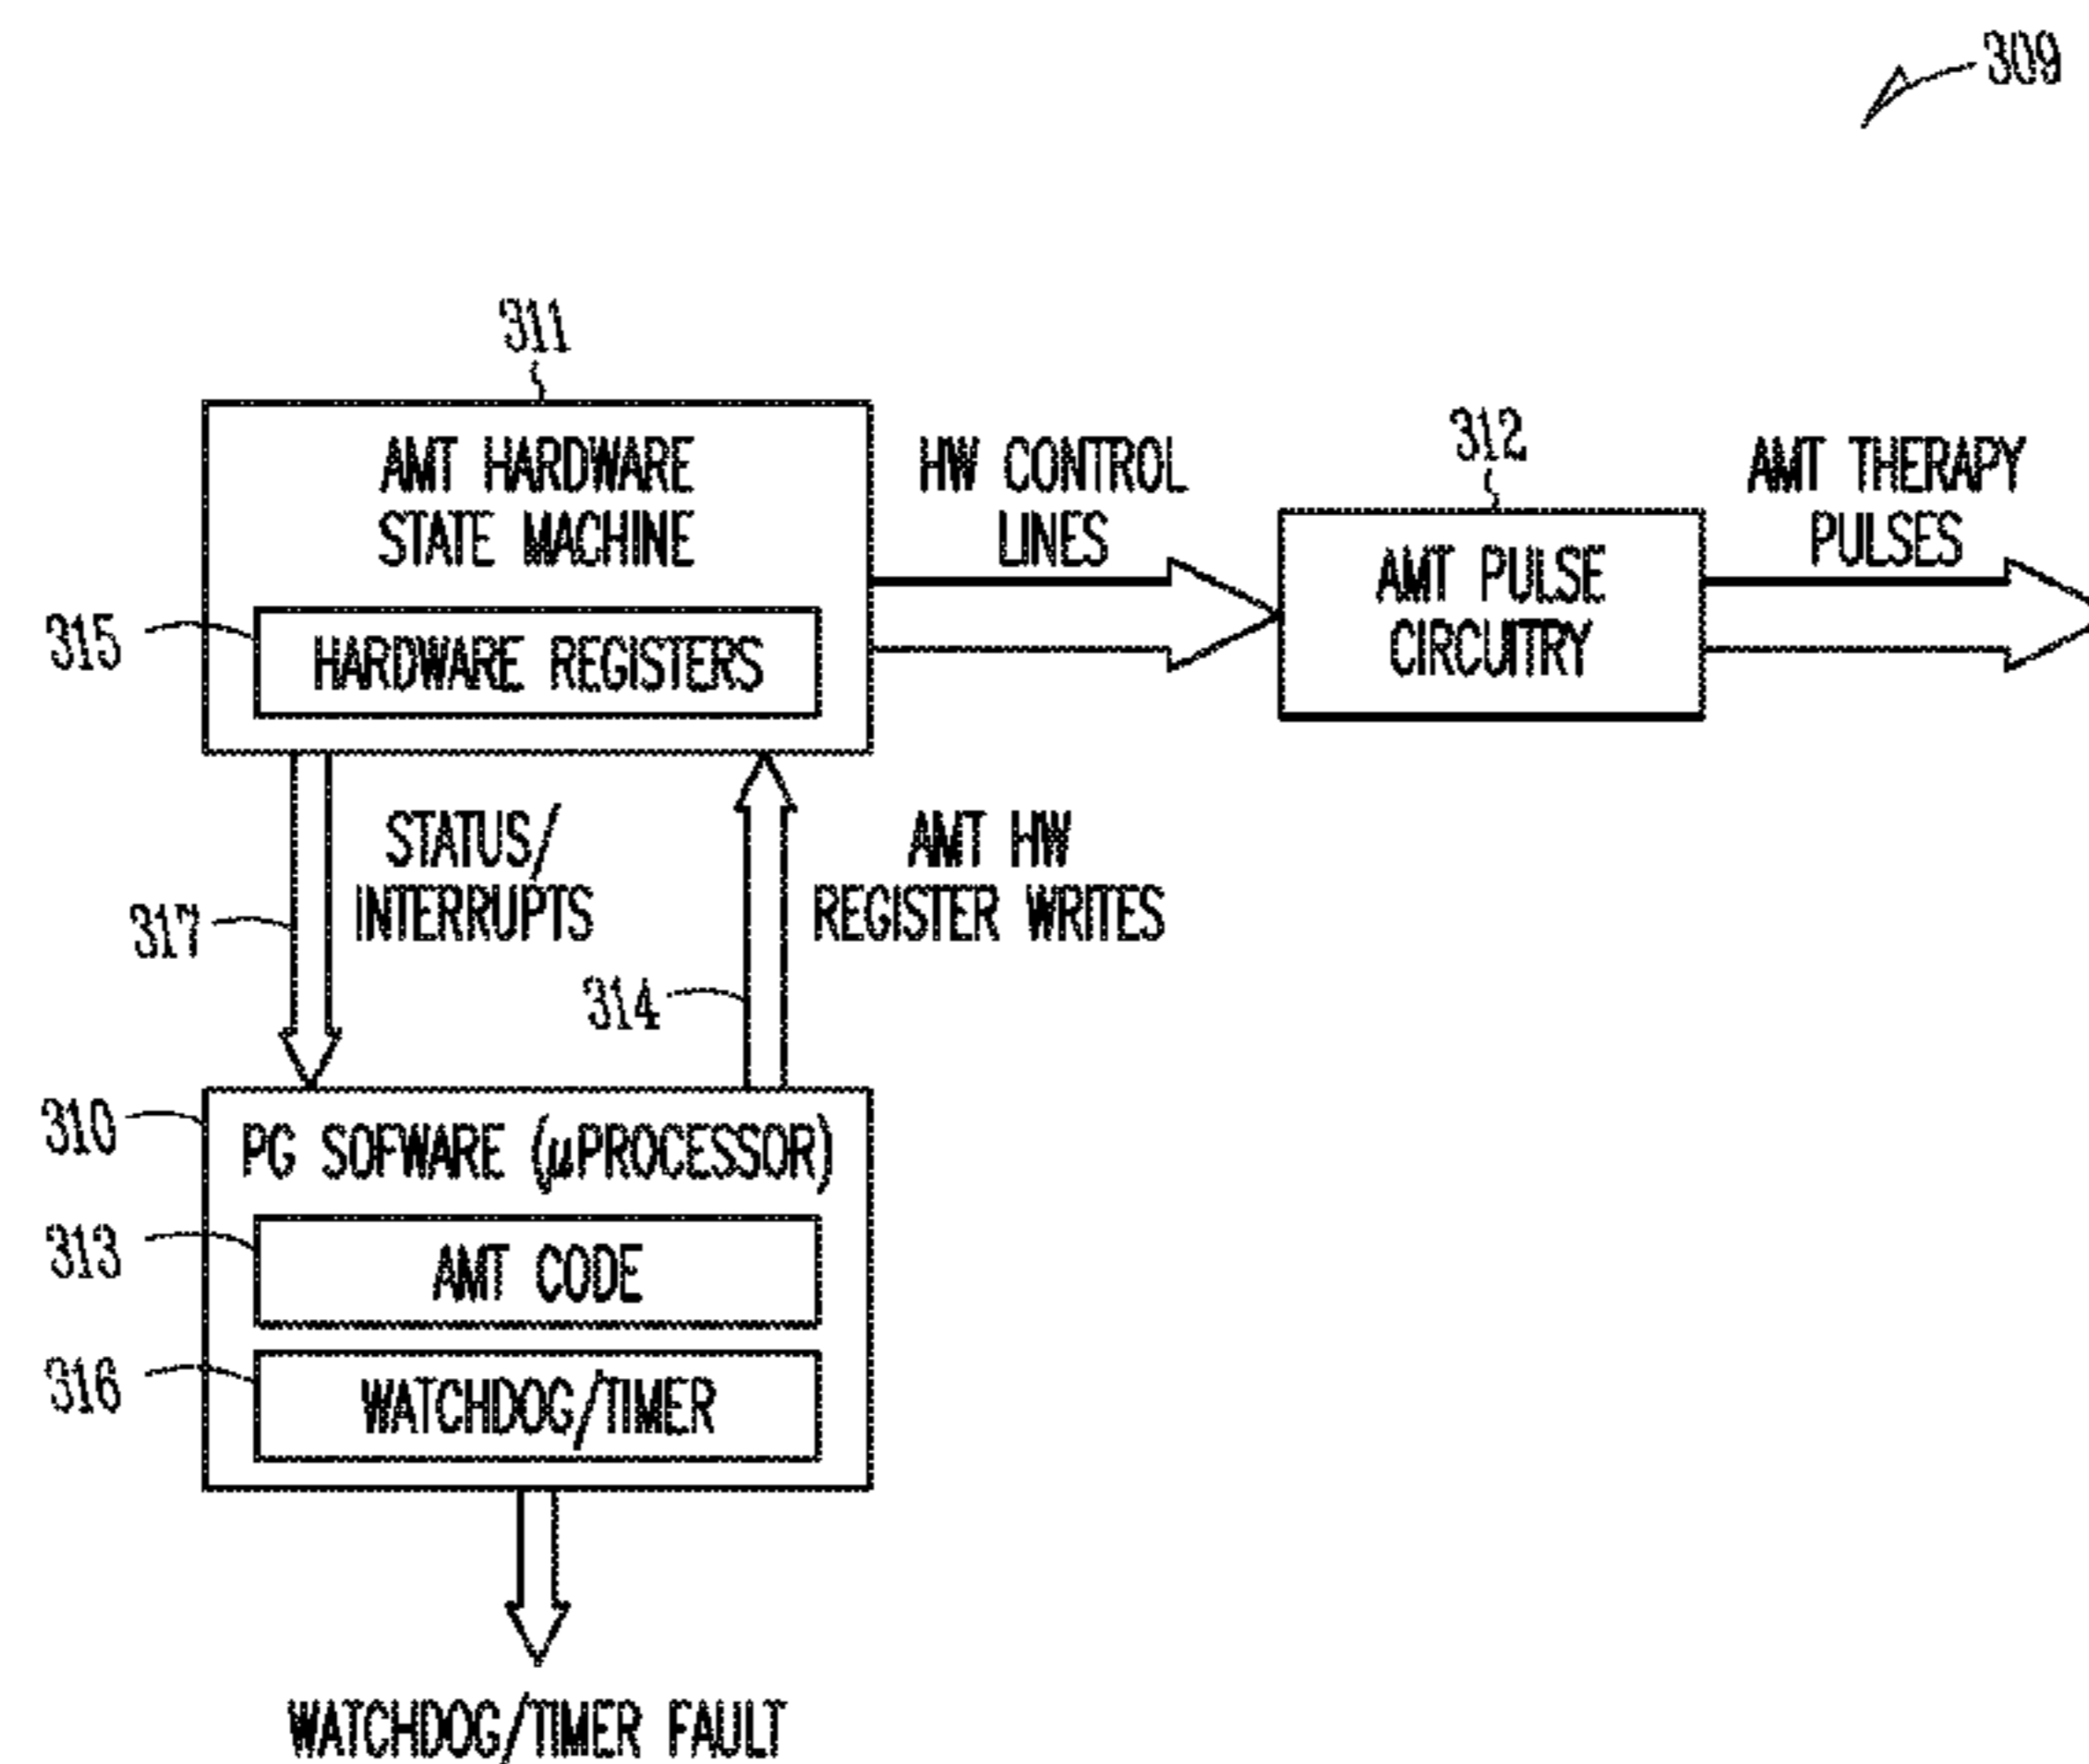 309
311
AMT HARDWARE
STATE MACHINE
315
HARDWARE REGISTERS
HW CONTROL
LINES
312
AMT PULSE
CIRCUITRY
AMT THERAPY
PULSES
317
STATUS/
INTERRUPTS
314
AMT HW
REGISTER WRITES
310
PG SOFWARE (μPROCESSOR)
313
AMT CODE
316
WATCHDOG/TIMER
WATCHDOG/TIMER FAULT